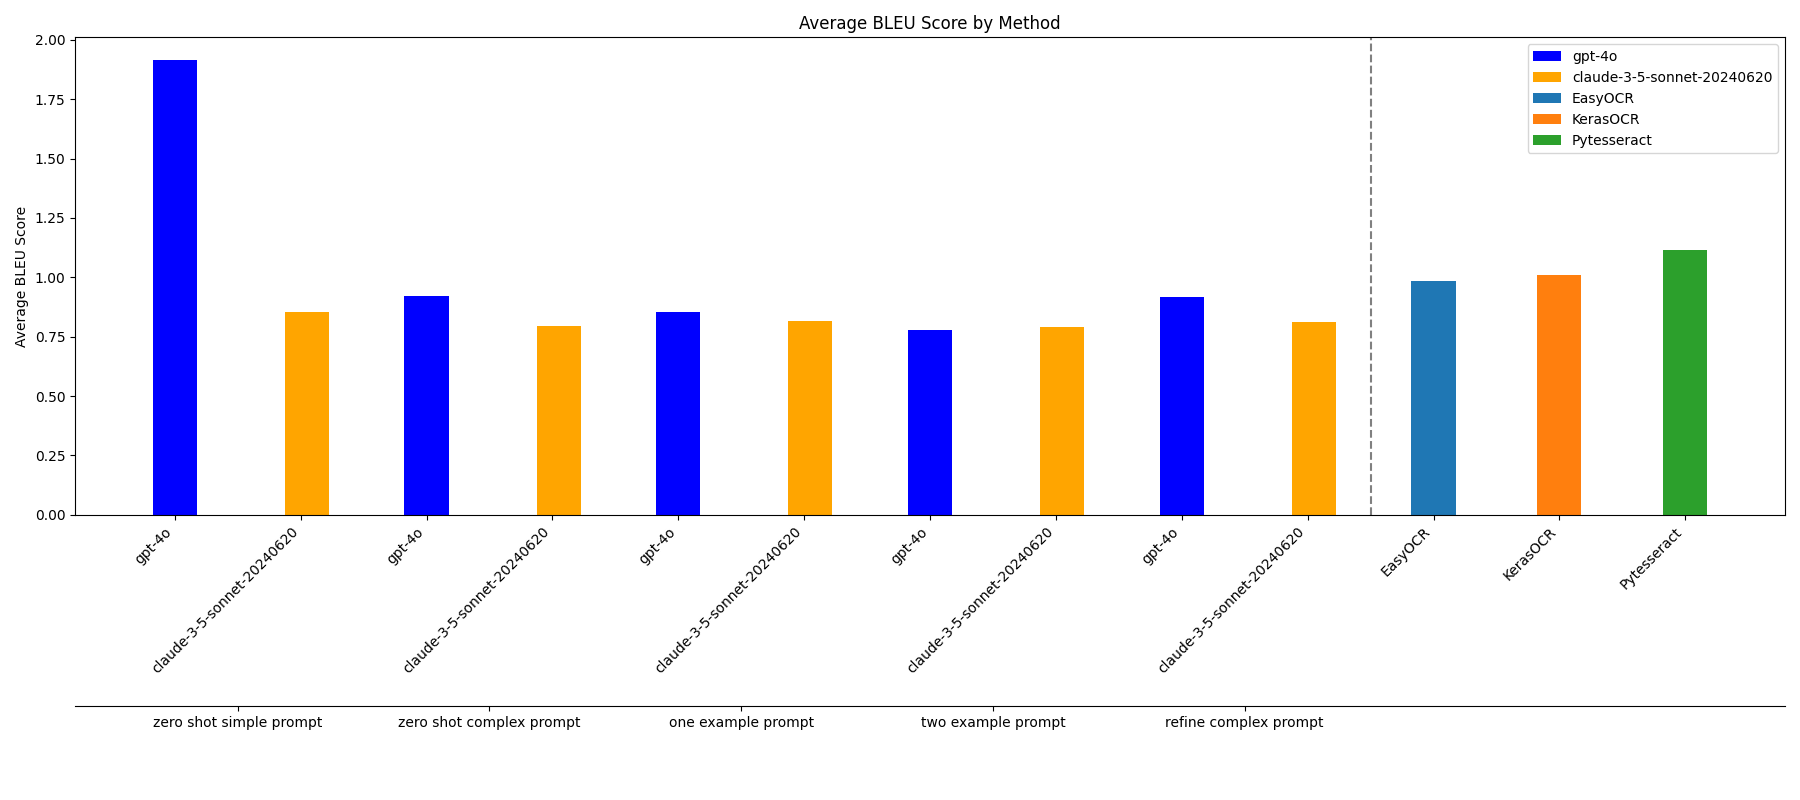 Average BLEU Score by Method
Average BLEU Score
2.00
1.75
1.50
1.25
1.00
0.75
0.50
0.25
0.00
gpt-4o
claude-3-5-sonnet-20240620
EasyOCR
KerasOCR
Pytesseract
gpt-4o
claude-3-5-sonnet-20240620
gpt-4o
claude-3-5-sonnet-20240620
gpt-4o
claude-3-5-sonnet-20240620
gpt-4o
claude-3-5-sonnet-20240620
gpt-4o
claude-3-5-sonnet-20240620
EasyOCR
KerasOCR
Pytesseract
zero shot simple prompt
zero shot complex prompt
one example prompt
two example prompt
refine complex prompt